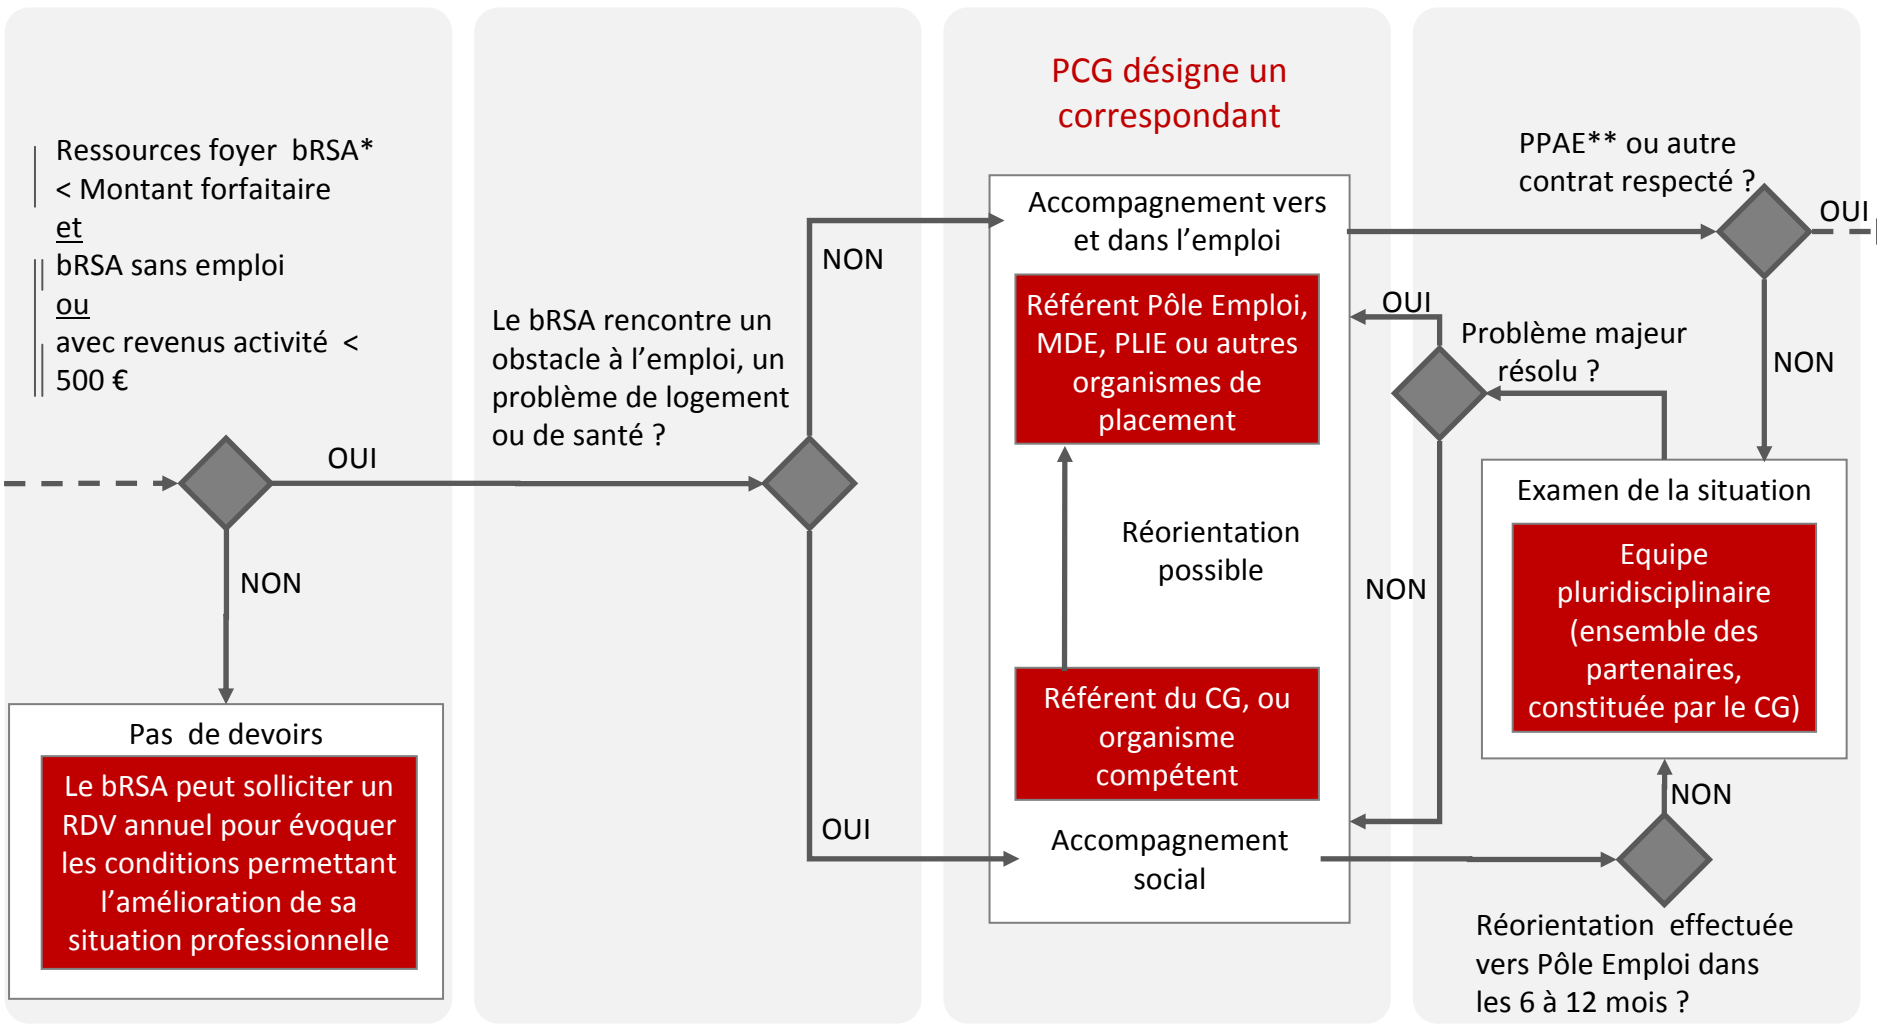 Ressources foyer bRSA*
< Montant forfaitaire
et
bRSA sans emploi
ou
avec revenus activité <
500 €
OUI
NON
Pas de devoirs
Le bRSA peut solliciter un
RDV annuel pour évoquer
les conditions permettant
l’amélioration de sa
situation professionnelle
Le bRSA rencontre un
obstacle à l’emploi, un
problème de logement
ou de santé ?
NON
OUI
PCG désigne un
correspondant
Accompagnement vers
et dans l’emploi
Référent Pôle Emploi,
MDE, PLIE ou autres
organismes de
placement
Réorientation
possible
Référent du CG, ou
organisme
compétent
Accompagnement
social
PPAE** ou autre
contrat respecté ?
OUI
NON
OUI
Problème majeur
résolu ?
NON
Examen de la situation
Equipe
pluridisciplinaire
(ensemble des
partenaires,
constituée par le CG)
NON
Réorientation effectuée
vers Pôle Emploi dans
les 6 à 12 mois ?